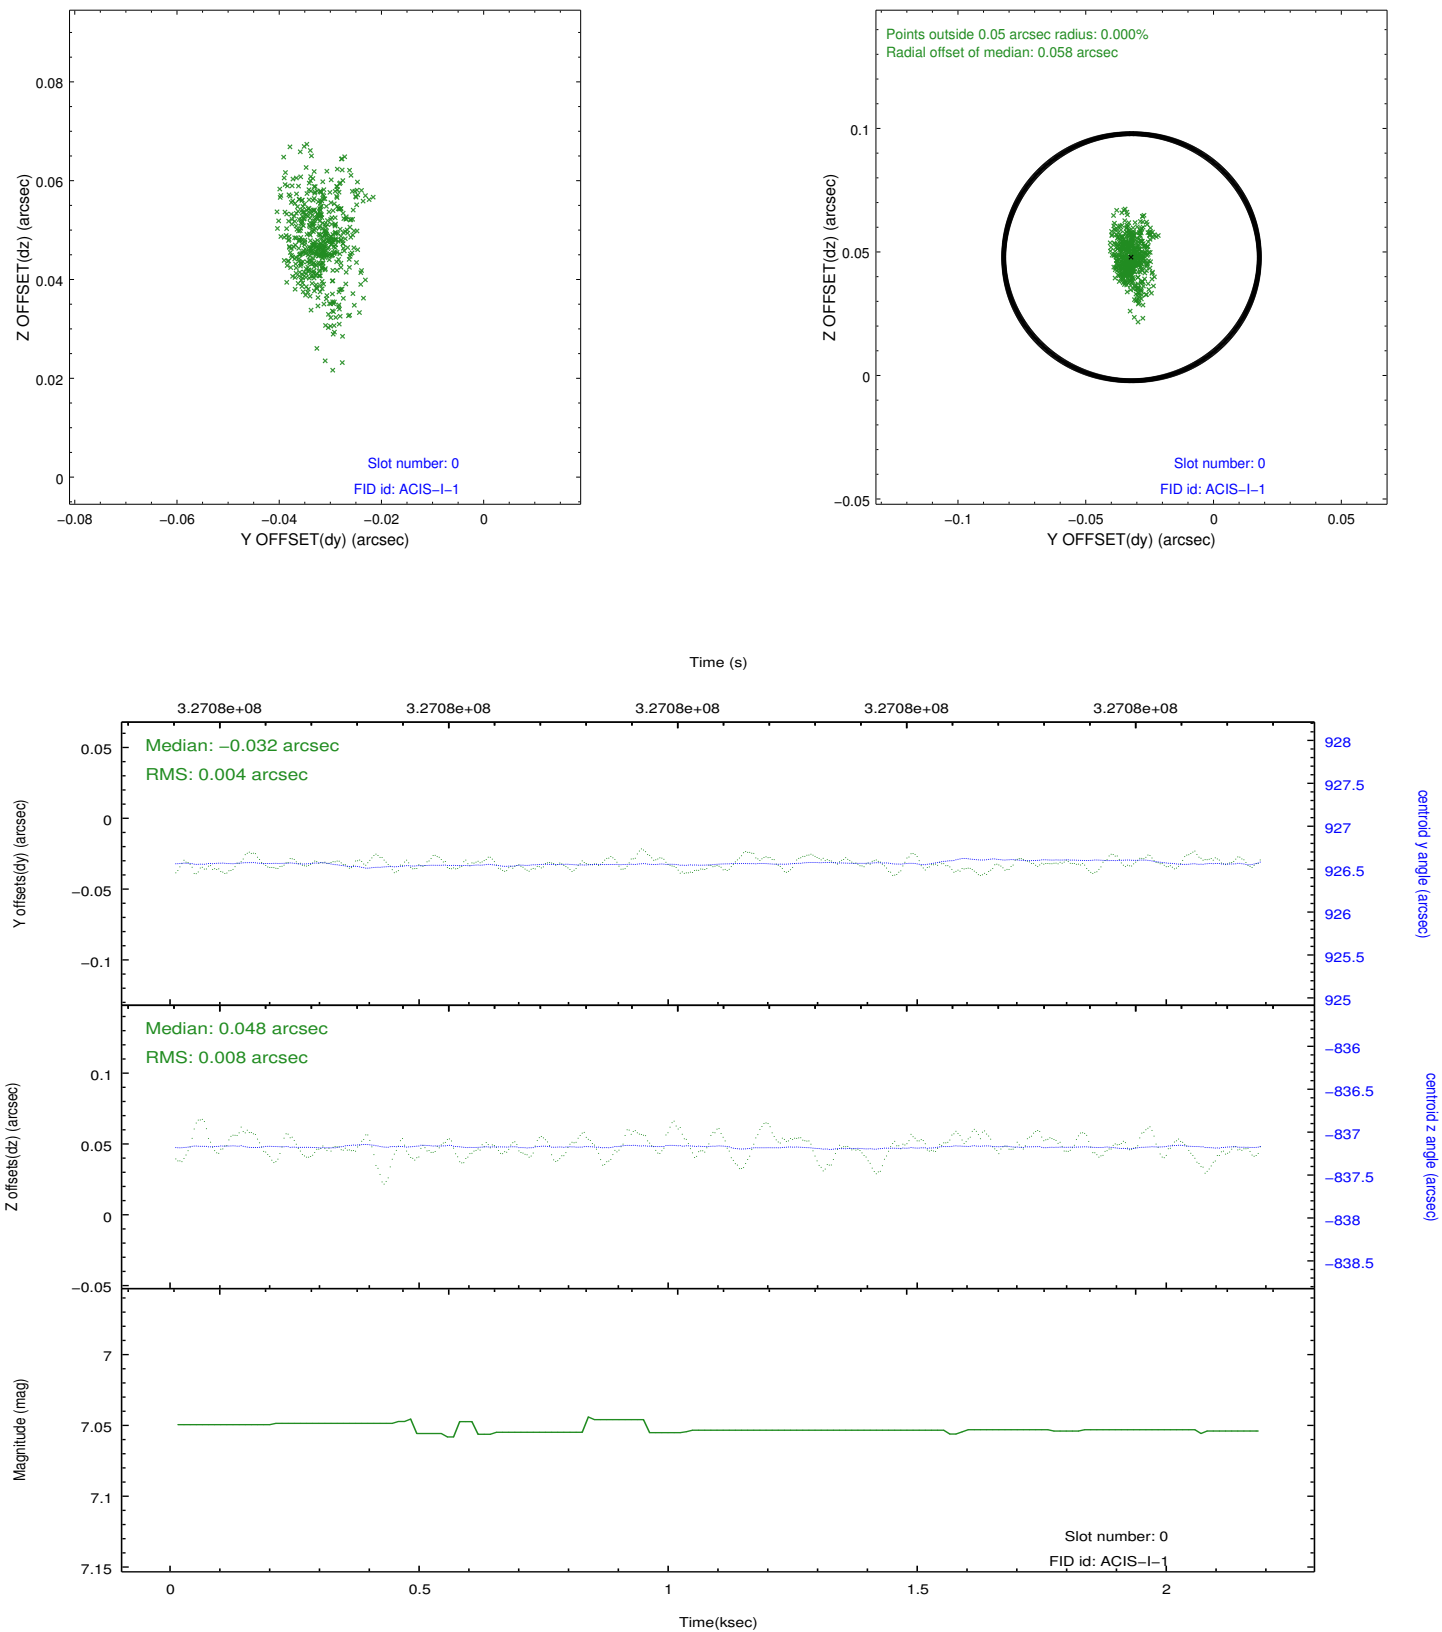 Points outside 0.05 arcsec radius: 0.000%
Radial offset of median: 0.058 arcsec
0.08
0.06
0.04
0.02
0
Z OFFSET(dz) (arcsec)
Slot number: 0
FID id: ACIS−I−1
−0.08 −0.06 −0.04 −0.02 0
Y OFFSET(dy) (arcsec)
0.1
0.05
0
−0.05
Z OFFSET(dz) (arcsec)
Slot number: 0
FID id: ACIS−I−1
−0.1 −0.05 0 0.05
Y OFFSET(dy) (arcsec)
Time (s)
3.2708e+08 3.2708e+08 3.2708e+08 3.2708e+08 3.2708e+08
Median: −0.032 arcsec
RMS: 0.004 arcsec
0.05
0
−0.05
−0.1
Y offsets(dy) (arcsec)
928
927.5
927
926.5
926
925.5
925
centroid y angle (arcsec)
Median: 0.048 arcsec
RMS: 0.008 arcsec
0.1
0.05
0
−0.05
Z offsets(dz) (arcsec)
−836
−836.5
−837
−837.5
−838
−838.5
centroid z angle (arcsec)
7
7.05
7.1
7.15
Magnitude (mag)
Slot number: 0
FID id: ACIS−I−1
0 0.5 1 1.5 2
Time(ksec)